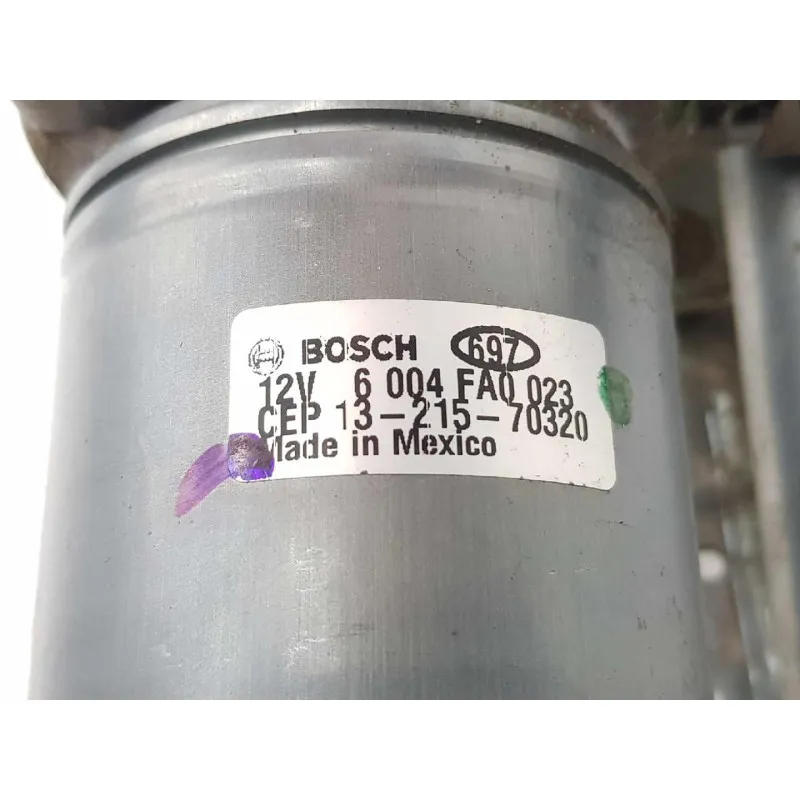 BOSCH 697
12V 6 004 FA0 023
CEP 13-215-70320
Made in Mexico